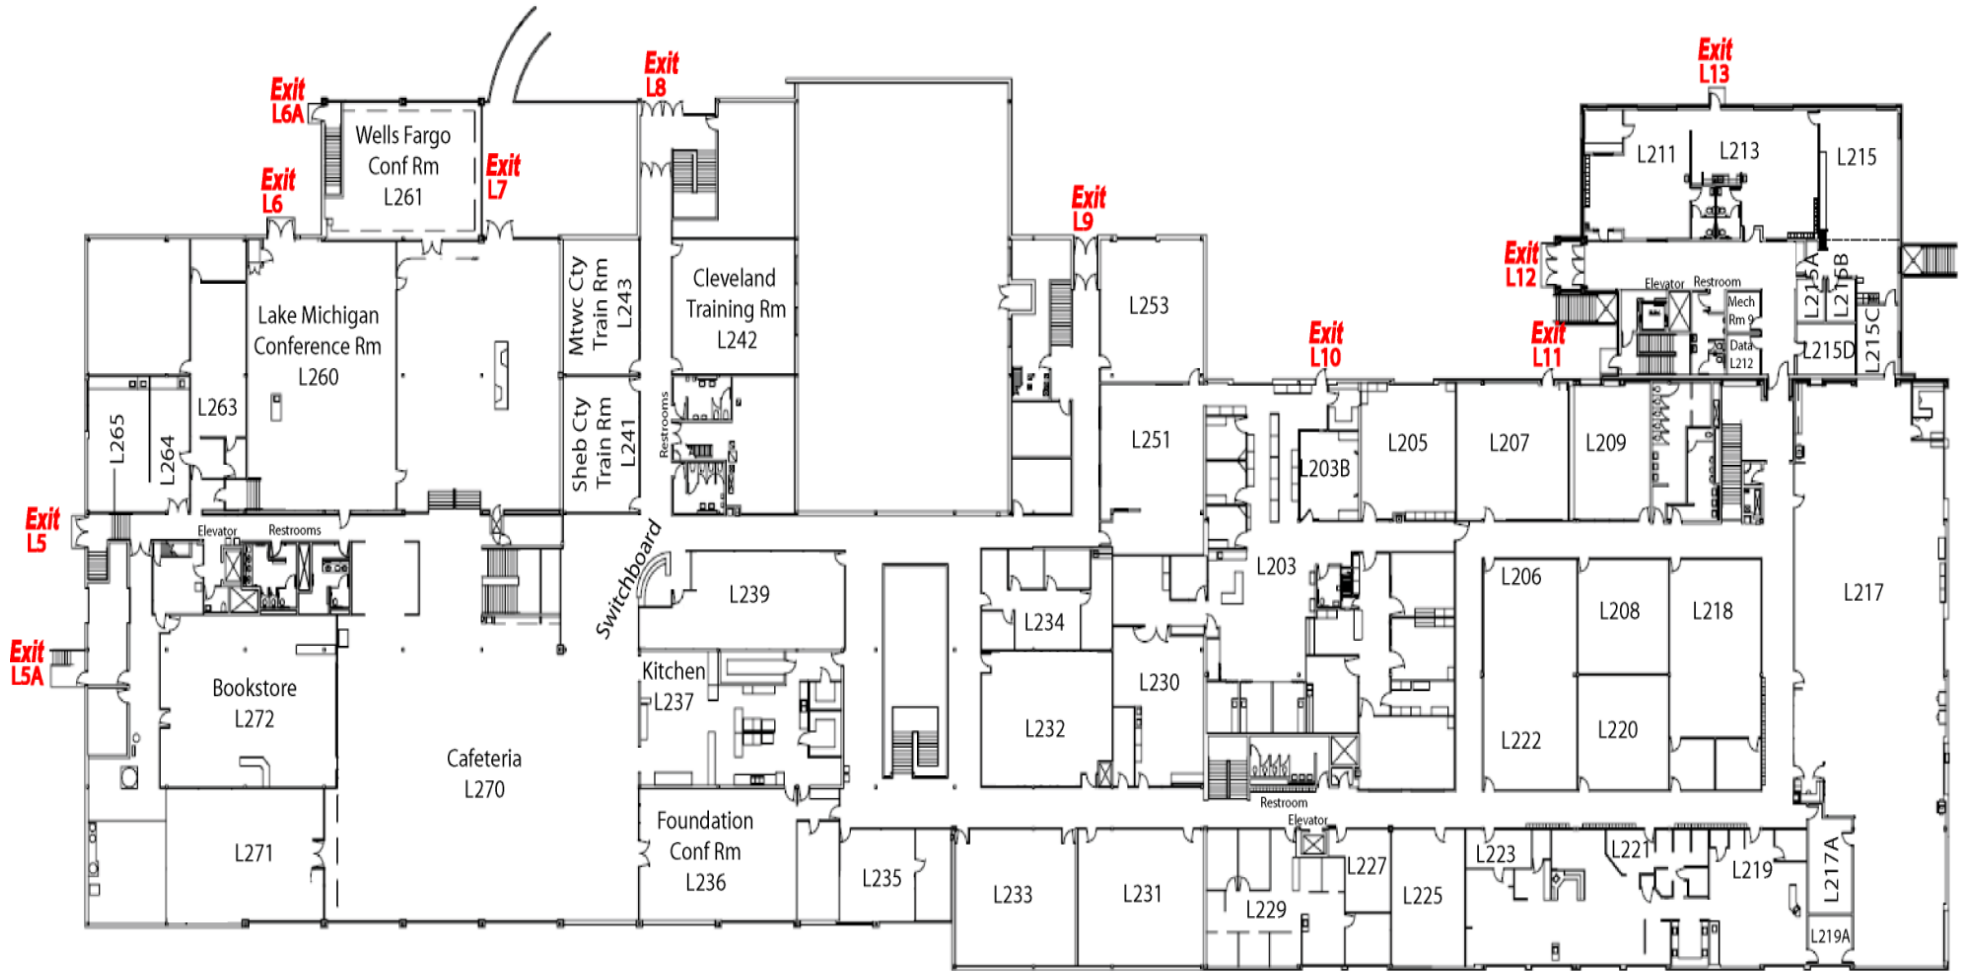 Exit
L13
Exit
L8
Exit
L6A
Wells Fargo
Conf Rm
L261
Exit
L7
Exit
L6
Exit
L9
L211
L213
L215
Exit
L12
L215A
L215B
Elevator
Restroom
Mech
Rm 9
Data
L212
L215D
L215C
Exit
L11
Exit
L10
Lake Michigan
Conference Rm
L260
Mtwc Cty
Train Rm
L243
Cleveland
Training Rm
L242
L253
L265
L264
L263
Sheb Cty
Train Rm
L241
Restrooms
L251
L203B
L205
L207
L209
Exit
L5
Elevator
Restrooms
Switchboard
L239
L234
L203
L206
L208
L218
L217
Exit
L5A
Bookstore
L272
Kitchen
L237
L232
L230
L222
L220
Cafeteria
L270
Restroom
Elevator
L271
Foundation
Conf Rm
L236
L235
L233
L231
L229
L227
L225
L223
L221
L219
L217A
L219A